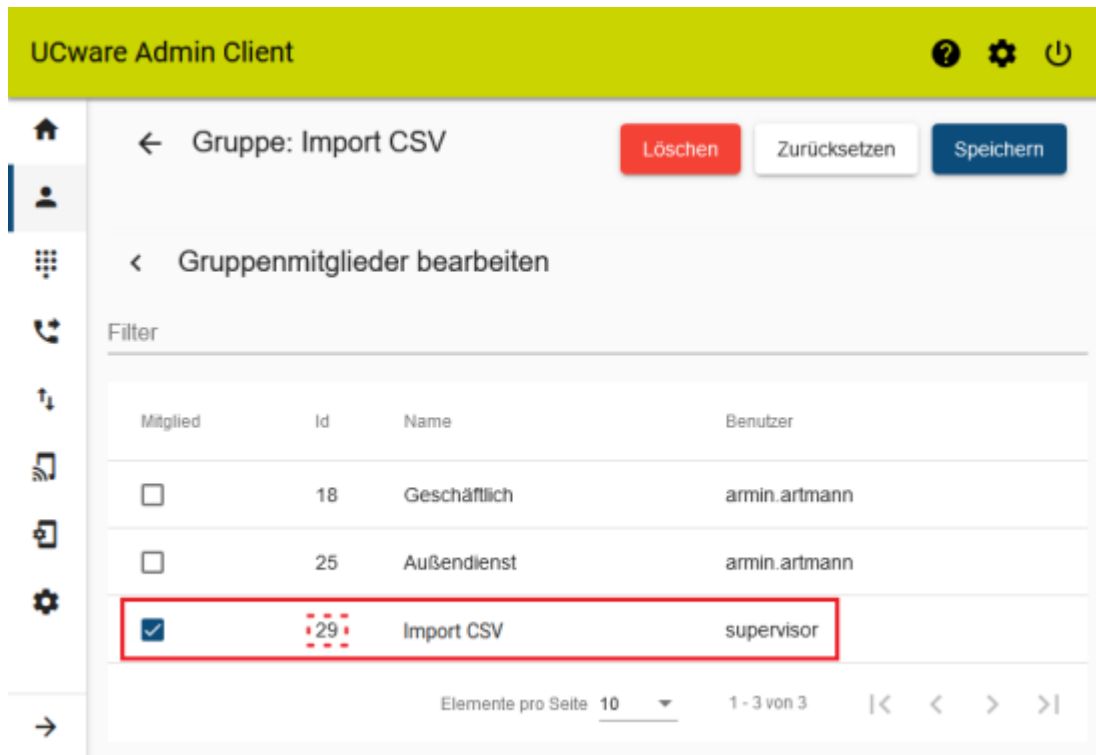 UCware Admin Client
Gruppe: Import CSV Löschen Zurücksetzen Speichern
Gruppenmitglieder bearbeiten
Filter
Mitglied Id Name Benutzer
18 Geschäftlich armin.artmann
25 Außendienst armin.artmann
29 Import CSV supervisor
Elemente pro Seite 10 1 - 3 von 3